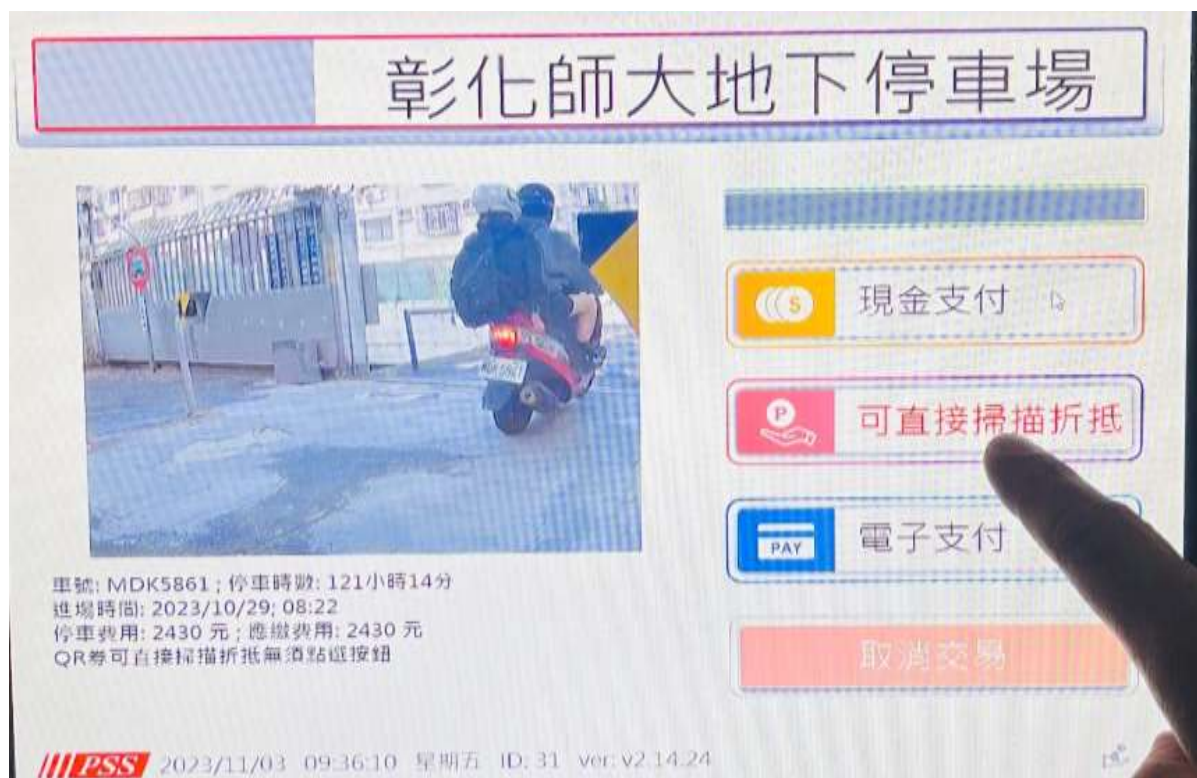 彰化師大地下停車場
現金支付
可直接掃描折抵
電子支付
PAY
取消交易
車號: MDK5861 ; 停車時數: 121小時14分
進場時間: 2023/10/29; 08:22
停車費用: 2430 元 ; 應繳費用: 2430 元
QR券可直接掃描折抵無須點選按鈕
PSS 2023/11/03 09:36:10 星期五 ID: 31 ver: v2.14.24